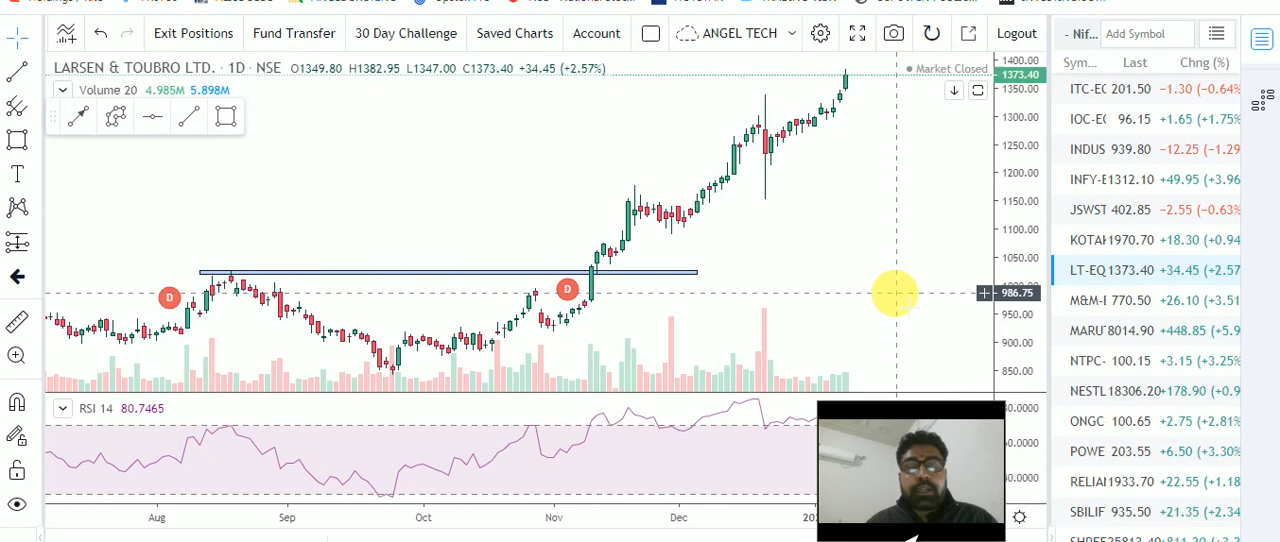 Exit Positions Fund Transfer 30 Day Challenge Saved Charts Account ANGEL TECH Logout - Nif... Add Symbol
LARSEN & TOUBRO LTD. · 1D · NSE O1349.80 H1382.95 L1347.00 C1373.40 +34.45 (+2.57%) Market Closed
Volume 20 4.985M 5.898M
1400.00
1373.40
1350.00
1300.00
1250.00
1200.00
1150.00
1100.00
1050.00
986.75
950.00
900.00
850.00
D
D
RSI 14 80.7465
Aug Sep Oct Nov Dec
Sym... Last Chng (%)
ITC-EC 201.50 −1.30 (−0.64%
IOC-E( 96.15 +1.65 (+1.75%
INDUS 939.80 −12.25 (−1.29
INFY-E 1312.10 +49.95 (+3.96
JSWST 402.85 −2.55 (−0.63%
KOTAI 1970.70 +18.30 (+0.94
LT-EQ 1373.40 +34.45 (+2.57
M&M-I 770.50 +26.10 (+3.51
MARU 8014.90 +448.85 (+5.9
NTPC- 100.15 +3.15 (+3.25%
NESTL 18306.20 +178.90 (+0.9
ONGC 100.65 +2.75 (+2.81%
POWE 203.55 +6.50 (+3.30%
RELIA 1933.70 +22.55 (+1.18
SBILIF 935.50 +21.35 (+2.34